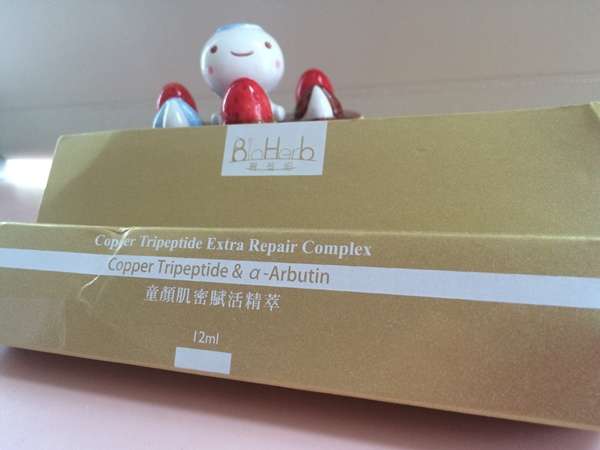 BioHerb
Copper Tripeptide Extra Repair Complex
Copper Tripeptide & α-Arbutin
童顏肌密賦活精萃
12ml